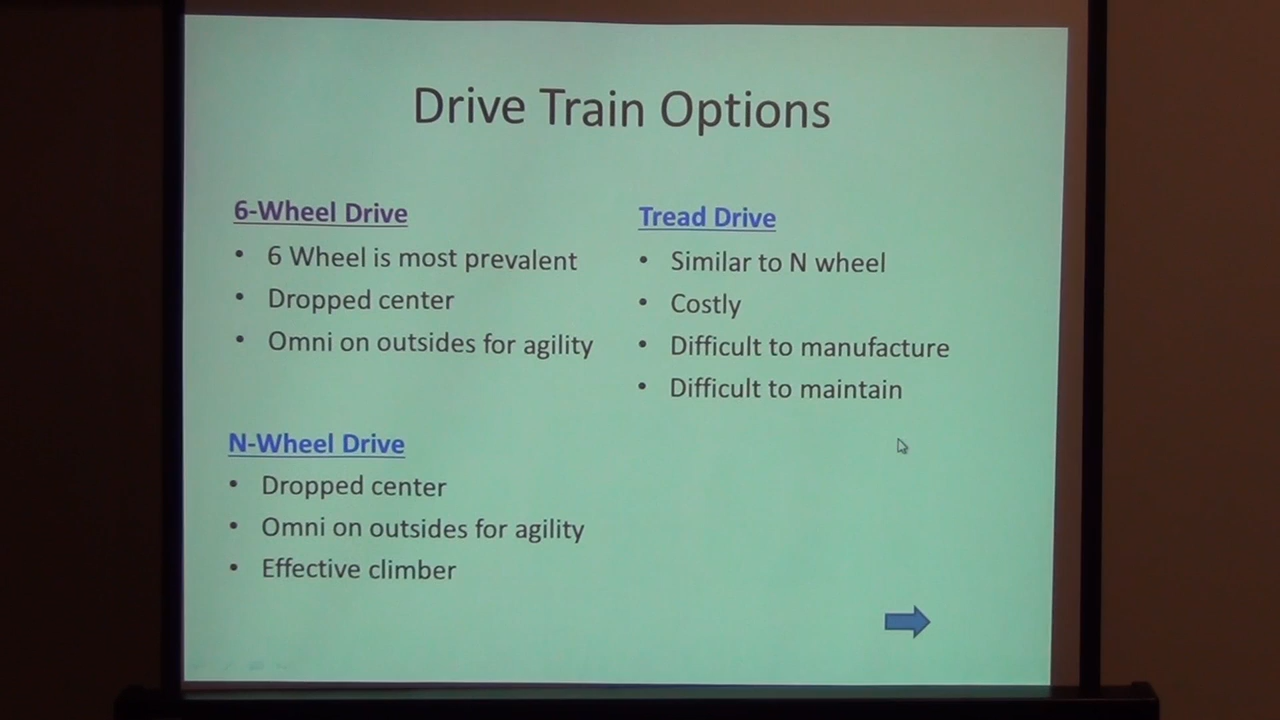 Drive Train Options
6-Wheel Drive
• 6 Wheel is most prevalent
• Dropped center
• Omni on outsides for agility
N-Wheel Drive
• Dropped center
• Omni on outsides for agility
• Effective climber
Tread Drive
• Similar to N wheel
• Costly
• Difficult to manufacture
• Difficult to maintain